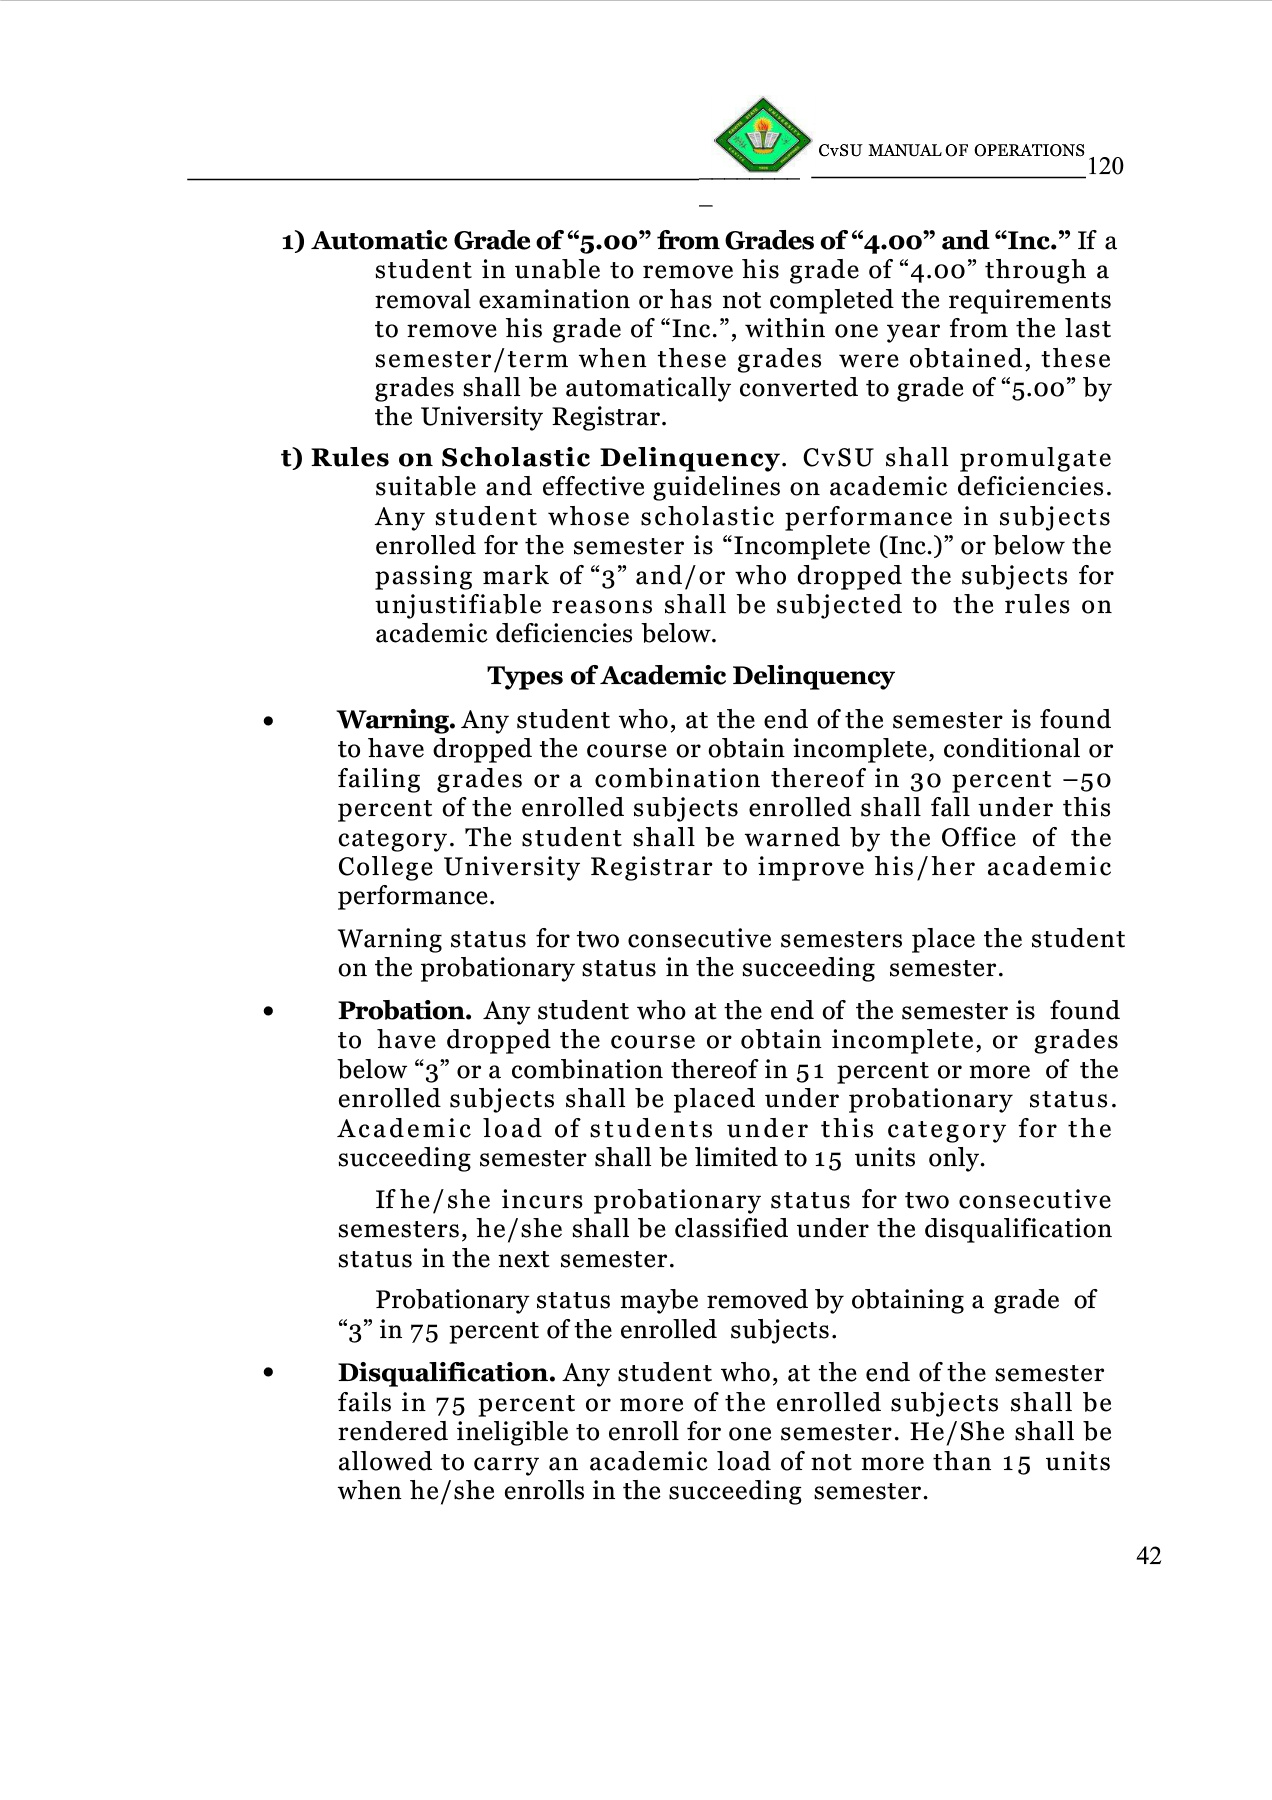 CvSU MANUAL OF OPERATIONS 120
1) Automatic Grade of “5.00” from Grades of “4.00” and “Inc.” If a
student in unable to remove his grade of “4.00” through a
removal examination or has not completed the requirements
to remove his grade of “Inc.”, within one year from the last
semester/term when these grades were obtained, these
grades shall be automatically converted to grade of “5.00” by
the University Registrar.
t) Rules on Scholastic Delinquency. CvSU shall promulgate
suitable and effective guidelines on academic deficiencies.
Any student whose scholastic performance in subjects
enrolled for the semester is “Incomplete (Inc.)” or below the
passing mark of “3” and/or who dropped the subjects for
unjustifiable reasons shall be subjected to the rules on
academic deficiencies below.
Types of Academic Delinquency
• Warning. Any student who, at the end of the semester is found
to have dropped the course or obtain incomplete, conditional or
failing grades or a combination thereof in 30 percent –50
percent of the enrolled subjects enrolled shall fall under this
category. The student shall be warned by the Office of the
College University Registrar to improve his/her academic
performance.
Warning status for two consecutive semesters place the student
on the probationary status in the succeeding semester.
• Probation. Any student who at the end of the semester is found
to have dropped the course or obtain incomplete, or grades
below “3” or a combination thereof in 51 percent or more of the
enrolled subjects shall be placed under probationary status.
Academic load of students under this category for the
succeeding semester shall be limited to 15 units only.
If he/she incurs probationary status for two consecutive
semesters, he/she shall be classified under the disqualification
status in the next semester.
Probationary status maybe removed by obtaining a grade of
“3” in 75 percent of the enrolled subjects.
• Disqualification. Any student who, at the end of the semester
fails in 75 percent or more of the enrolled subjects shall be
rendered ineligible to enroll for one semester. He/She shall be
allowed to carry an academic load of not more than 15 units
when he/she enrolls in the succeeding semester.
42